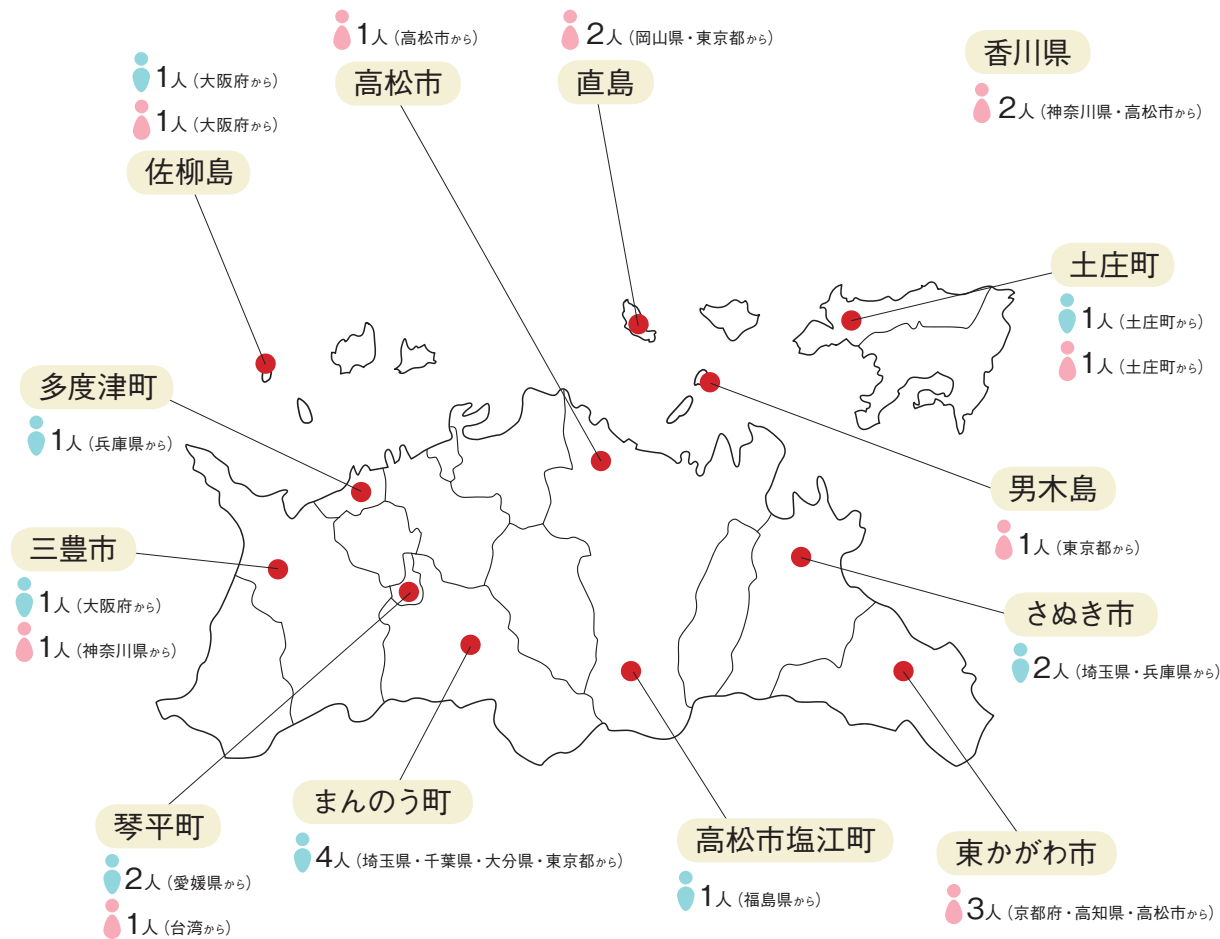 1人（高松市から）
高松市
2人（岡山県・東京都から）
直島
香川県
2人（神奈川県・高松市から）
1人（大阪府から）
1人（大阪府から）
佐柳島
土庄町
1人（土庄町から）
1人（土庄町から）
多度津町
1人（兵庫県から）
男木島
1人（東京都から）
三豊市
1人（大阪府から）
1人（神奈川県から）
さぬき市
2人（埼玉県・兵庫県から）
琴平町
2人（愛媛県から）
1人（台湾から）
まんのう町
4人（埼玉県・千葉県・大分県・東京都から）
高松市塩江町
1人（福島県から）
東かがわ市
3人（京都府・高知県・高松市から）